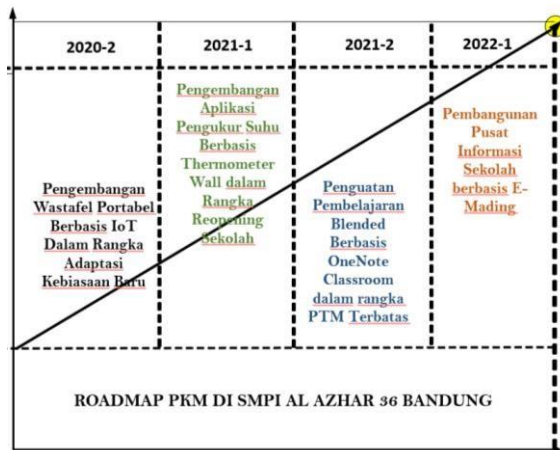 2020-2
2021-1
2021-2
2022-1
Pengembangan
Wastafel Portabel
Berbasis IoT
Dalam Rangka
Adaptasi
Kebiasaan Baru
Pengembangan
Aplikasi
Pengukur Suhu
Berbasis
Thermometer
Wall dalam
Rangka
Reopening
Sekolah
Penguatan
Pembelajaran
Blended
Berbasis
OneNote
Classroom
dalam rangka
PTM Terbatas
Pembangunan
Pusat
Informasi
Sekolah
berbasis E-
Mading
ROADMAP PKM DI SMPI AL AZHAR 36 BANDUNG